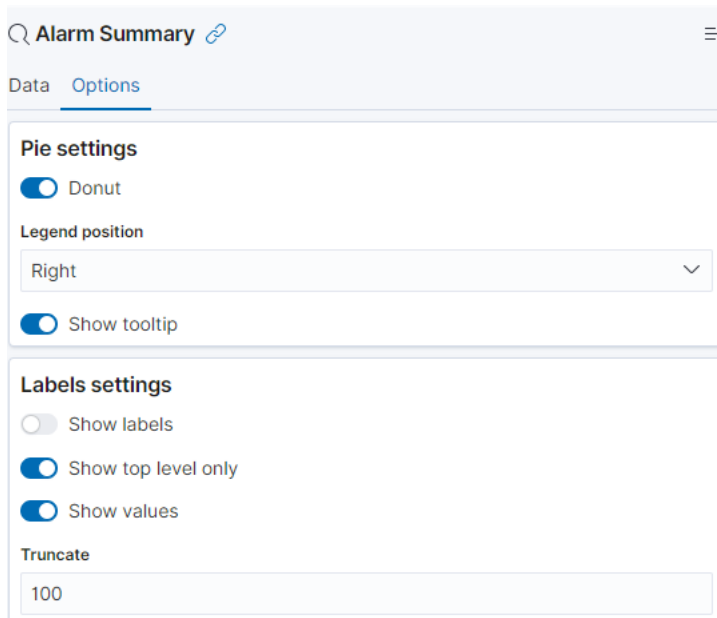 Alarm Summary
Data Options
Pie settings
Donut
Legend position
Right
Show tooltip
Labels settings
Show labels
Show top level only
Show values
Truncate
100